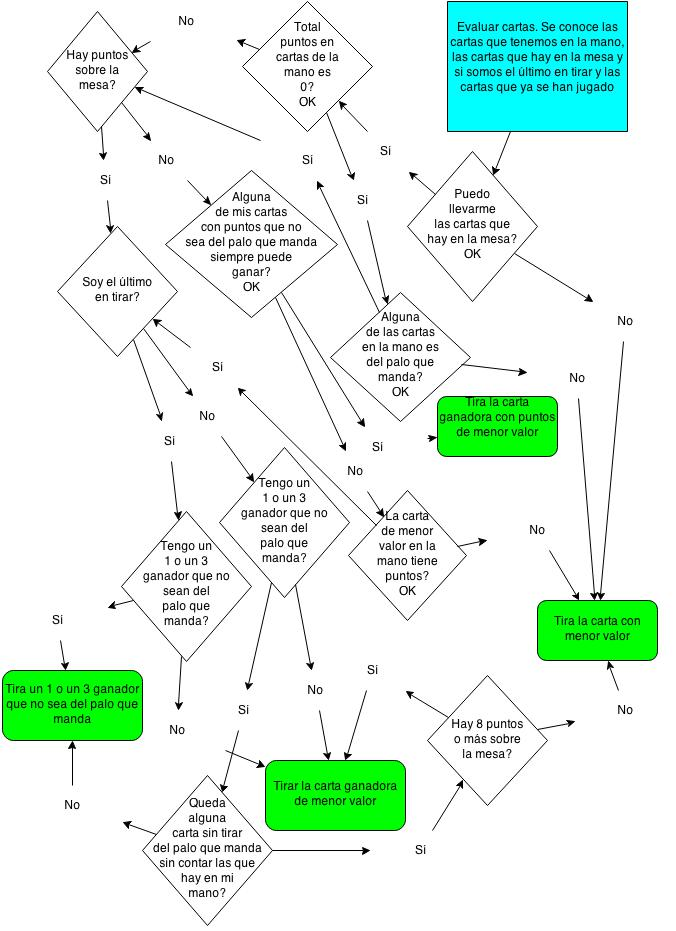 No
Total
puntos en
cartas de la
mano es
0?
OK
Evaluar cartas. Se conoce las
cartas que tenemos en la mano,
las cartas que hay en la mesa y
si somos el último en tirar y las
cartas que ya se han jugado
Hay puntos
sobre la
mesa?
No
Si
Si
Si
Si
Puedo
llevarme
las cartas que
hay en la mesa?
OK
Alguna
de mis cartas
con puntos que no
sea del palo que manda
siempre puede
ganar?
OK
Soy el último
en tirar?
No
Alguna
de las cartas
en la mano es
del palo que
manda?
OK
Si
No
Tira la carta
ganadora con puntos
de menor valor
No
Si
Si
No
Tengo un
1 o un 3
ganador que no
sean del
palo que
manda?
La carta
de menor
valor en la
mano tiene
puntos?
OK
No
Tengo un
1 o un 3
ganador que no
sean del
palo que
manda?
Si
Tira la carta con
menor valor
Tira un 1 o un 3 ganador
que no sea del palo que
manda
Si
No
Si
No
No
Hay 8 puntos
o más sobre
la mesa?
Tirar la carta ganadora
de menor valor
No
Queda
alguna
carta sin tirar
del palo que manda
sin contar las que
hay en mi
mano?
Si